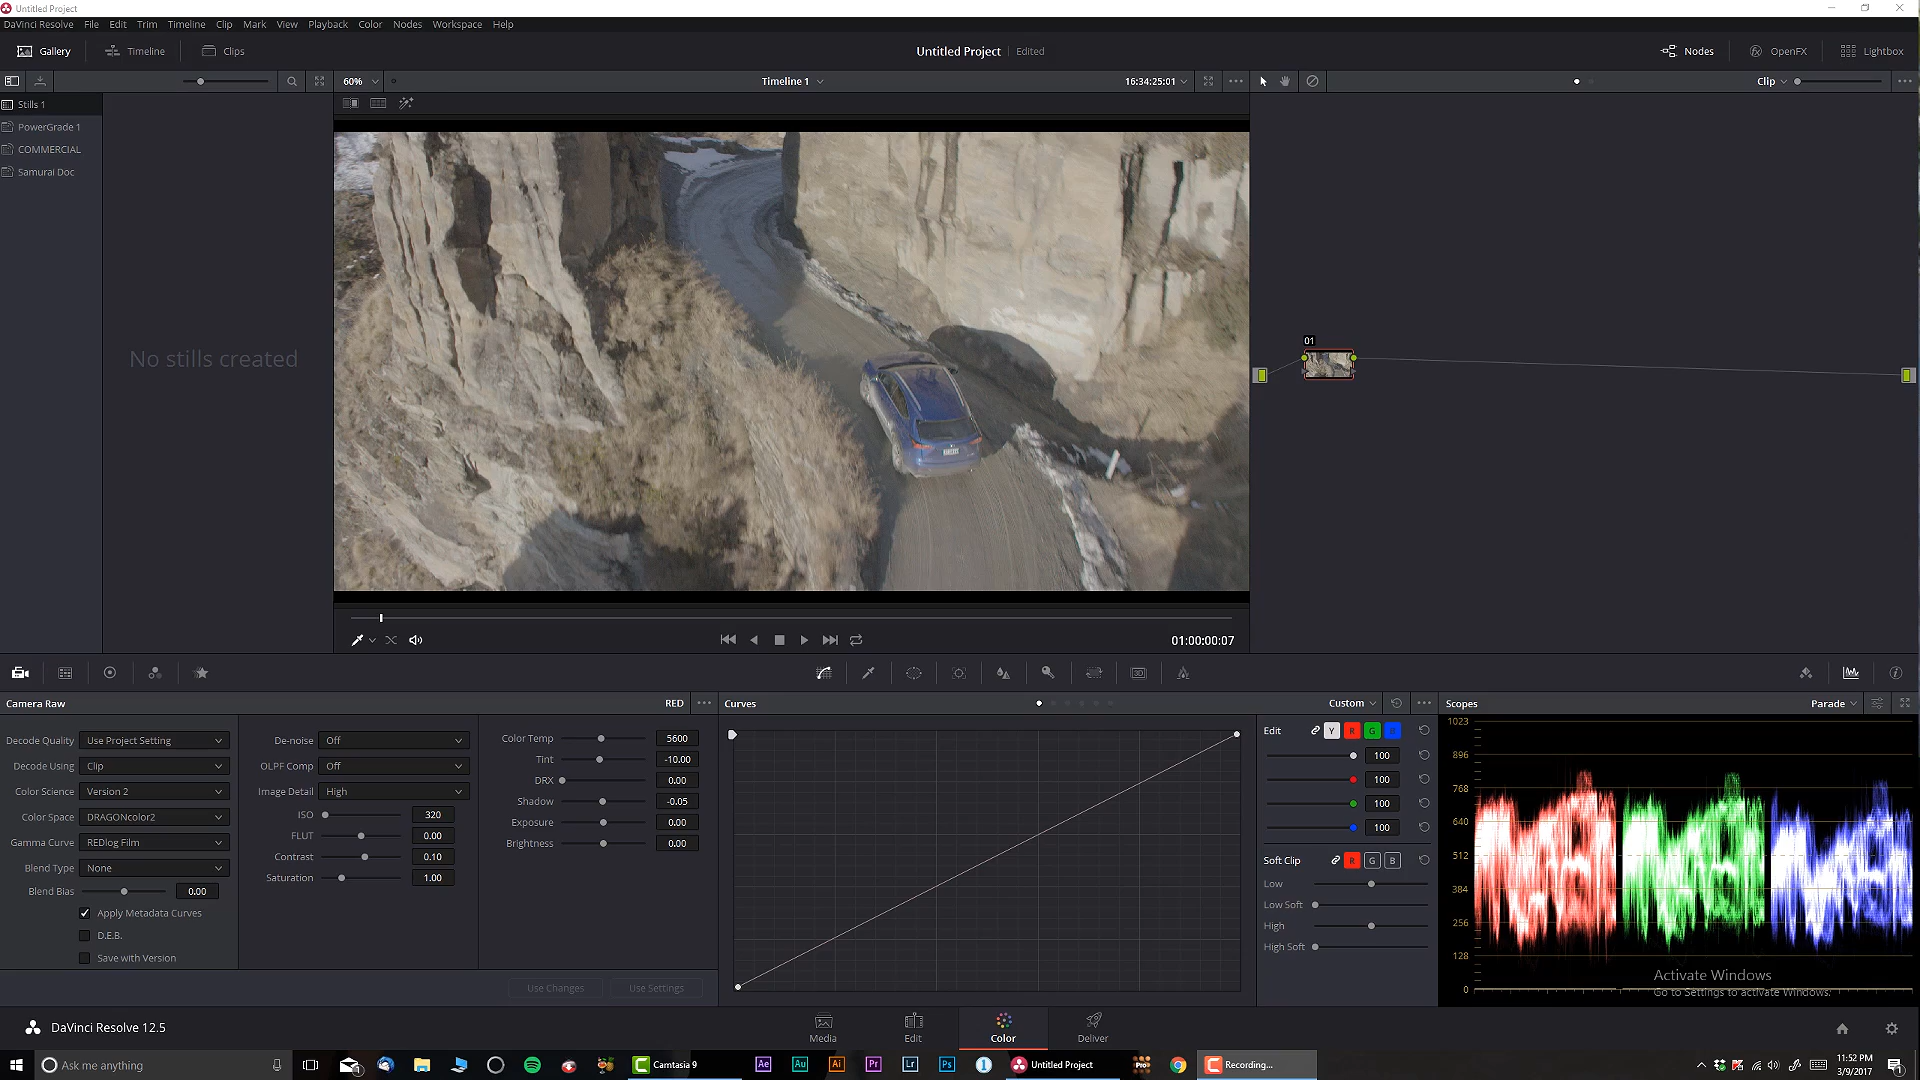 Untitled Project
DaVinci Resolve File Edit Trim Timeline Clip Mark View Playback Color Nodes Workspace Help
Gallery Timeline Clips Untitled Project Edited Nodes OpenFX Lightbox
60% Timeline 1 16:34:25:01 Clip
Stills 1
PowerGrade 1
COMMERCIAL
Samurai Doc
No stills created
01
01:00:00:07
Camera Raw RED Curves Custom Scopes Parade
Decode Quality Use Project Setting
Decode Using Clip
Color Science Version 2
Color Space DRAGONcolor2
Gamma Curve REDlog Film
Blend Type None
Blend Bias 0.00
Apply Metadata Curves
D.E.B.
Save with Version
De-noise Off
OLPF Comp Off
Image Detail High
ISO 320
FLUT 0.00
Contrast 0.10
Saturation 1.00
Color Temp 5600
Tint -10.00
DRX 0.00
Shadow -0.05
Exposure 0.00
Brightness 0.00
Use Changes Use Settings
Edit Y R G B
100
100
100
100
Soft Clip R G B
Low
Low Soft
High
High Soft
1023
896
768
640
512
384
256
128
0
Activate Windows
Go to Settings to activate Windows.
DaVinci Resolve 12.5 Media Edit Color Deliver
Ask me anything Camtasia 9 Ae Au Ai Pr Lr Ps Untitled Project Recording... 11:52 PM
3/9/2017